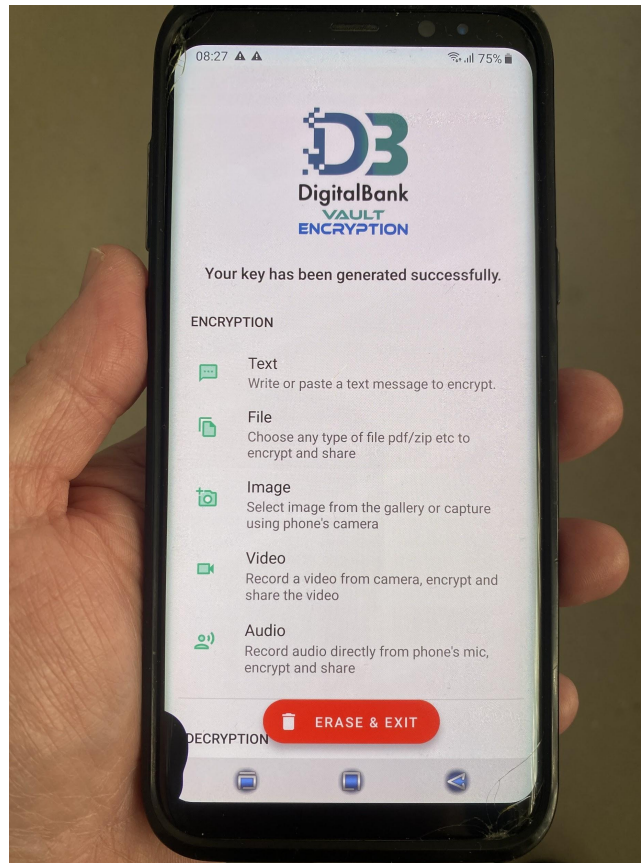 08:27
75%
DB
DigitalBank
VAULT
ENCRYPTION
Your key has been generated successfully.
ENCRYPTION
Text
Write or paste a text message to encrypt.
File
Choose any type of file pdf/zip etc to
encrypt and share
Image
Select image from the gallery or capture
using phone's camera
Video
Record a video from camera, encrypt and
share the video
Audio
Record audio directly from phone's mic,
encrypt and share
ERASE & EXIT
DECRYPTION